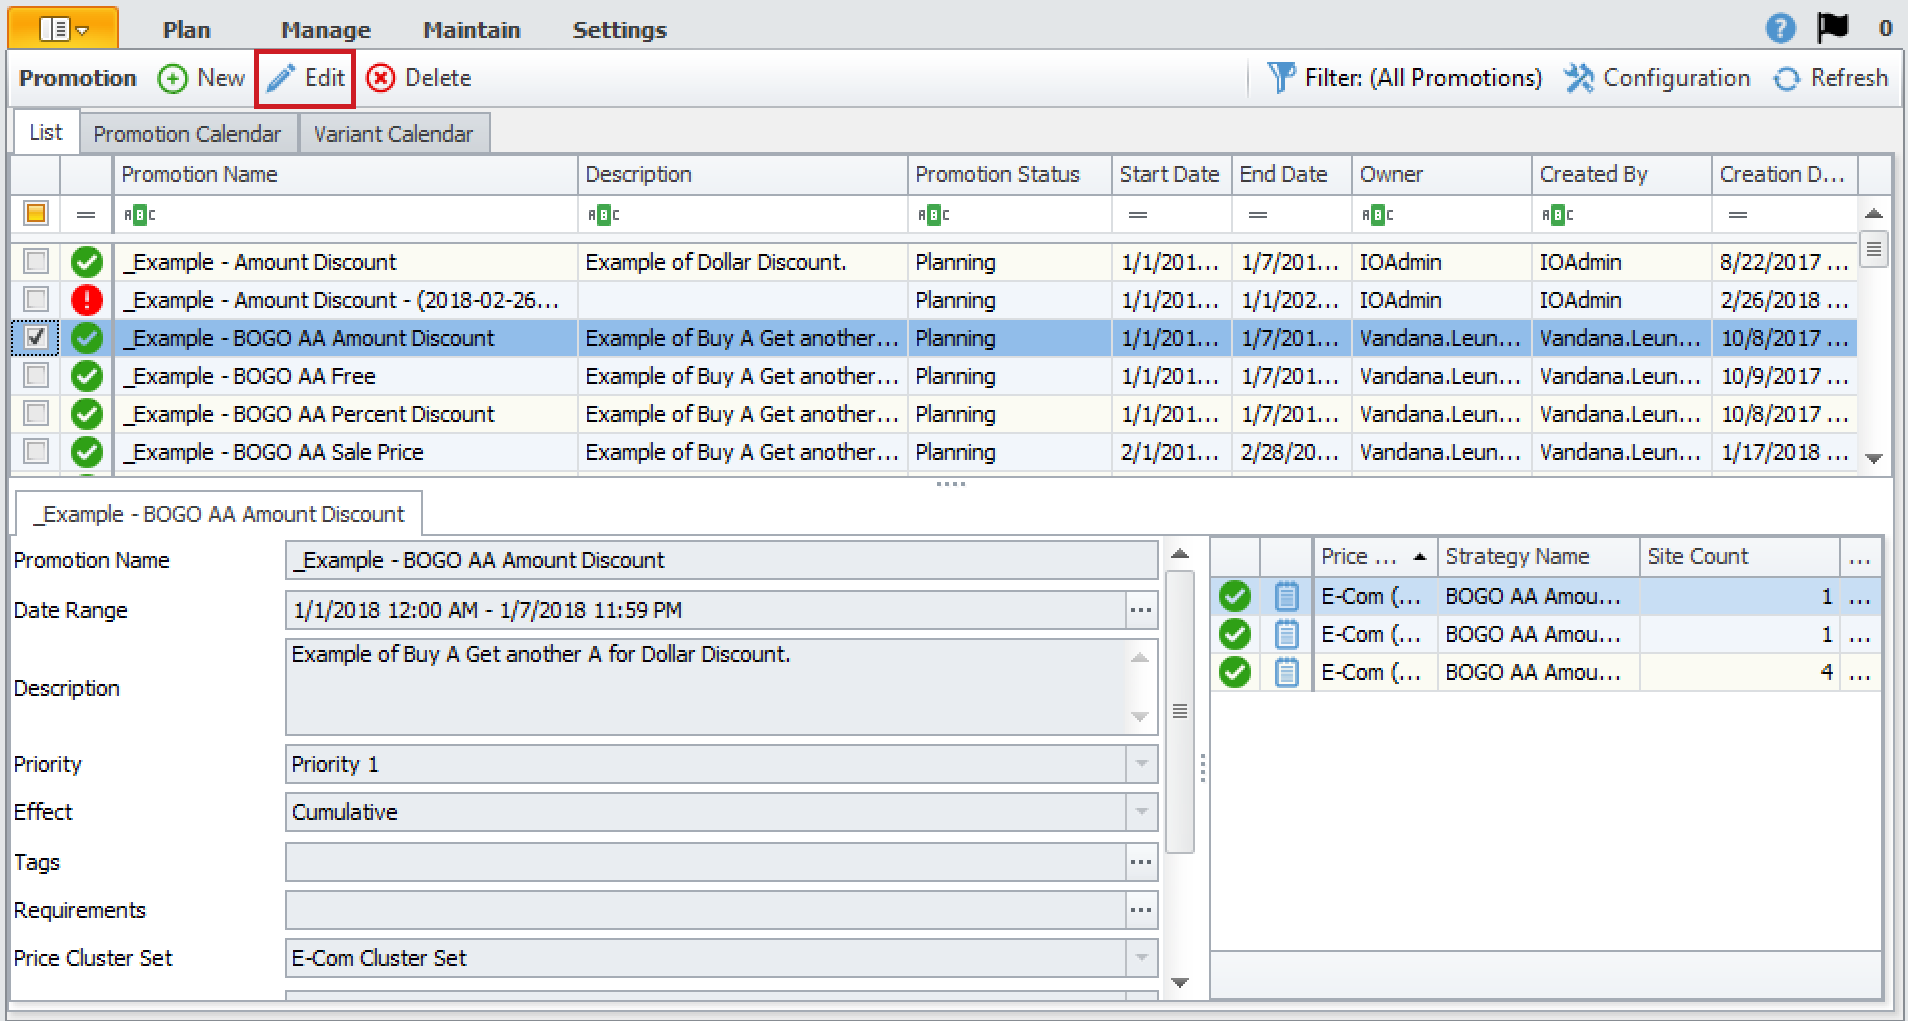 Plan Manage Maintain Settings ? 0
Promotion New Edit Delete Filter: (All Promotions) Configuration Refresh
List Promotion Calendar Variant Calendar
Promotion Name Description Promotion Status Start Date End Date Owner Created By Creation D...
= ABC ABC ABC = = ABC ABC =
_Example - Amount Discount Example of Dollar Discount. Planning 1/1/201... 1/7/201... IOAdmin IOAdmin 8/22/2017 ...
_Example - Amount Discount - (2018-02-26... Planning 1/1/201... 1/1/202... IOAdmin IOAdmin 2/26/2018 ...
_Example - BOGO AA Amount Discount Example of Buy A Get another... Planning 1/1/201... 1/7/201... Vandana.Leun... Vandana.Leun... 10/8/2017 ...
_Example - BOGO AA Free Example of Buy A Get another... Planning 1/1/201... 1/7/201... Vandana.Leun... Vandana.Leun... 10/9/2017 ...
_Example - BOGO AA Percent Discount Example of Buy A Get another... Planning 1/1/201... 1/7/201... Vandana.Leun... Vandana.Leun... 10/8/2017 ...
_Example - BOGO AA Sale Price Example of Buy A Get another... Planning 2/1/201... 2/28/20... Vandana.Leun... Vandana.Leun... 1/17/2018 ...
_Example - BOGO AA Amount Discount
Promotion Name _Example - BOGO AA Amount Discount
Date Range 1/1/2018 12:00 AM - 1/7/2018 11:59 PM ...
Description Example of Buy A Get another A for Dollar Discount.
Priority Priority 1
Effect Cumulative
Tags ...
Requirements ...
Price Cluster Set E-Com Cluster Set
Price ... Strategy Name Site Count ...
E-Com (... BOGO AA Amou... 1 ...
E-Com (... BOGO AA Amou... 1 ...
E-Com (... BOGO AA Amou... 4 ...